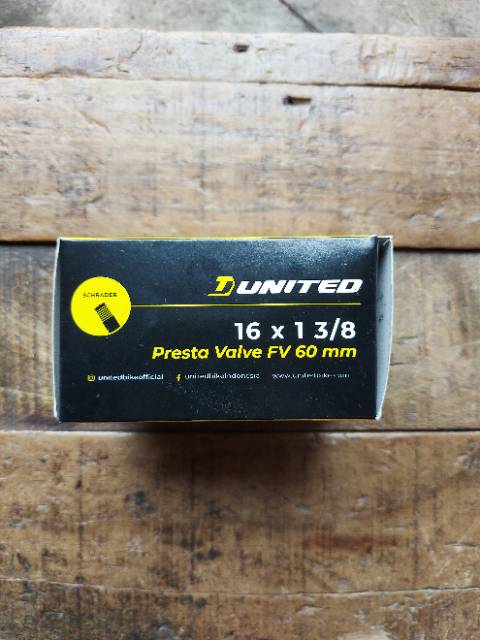 SCHRADER
UNITED
16 x 1 3/8
Presta Valve FV 60 mm
unitedbikeofficial unitedbikeindonesia www.unitedbike.com